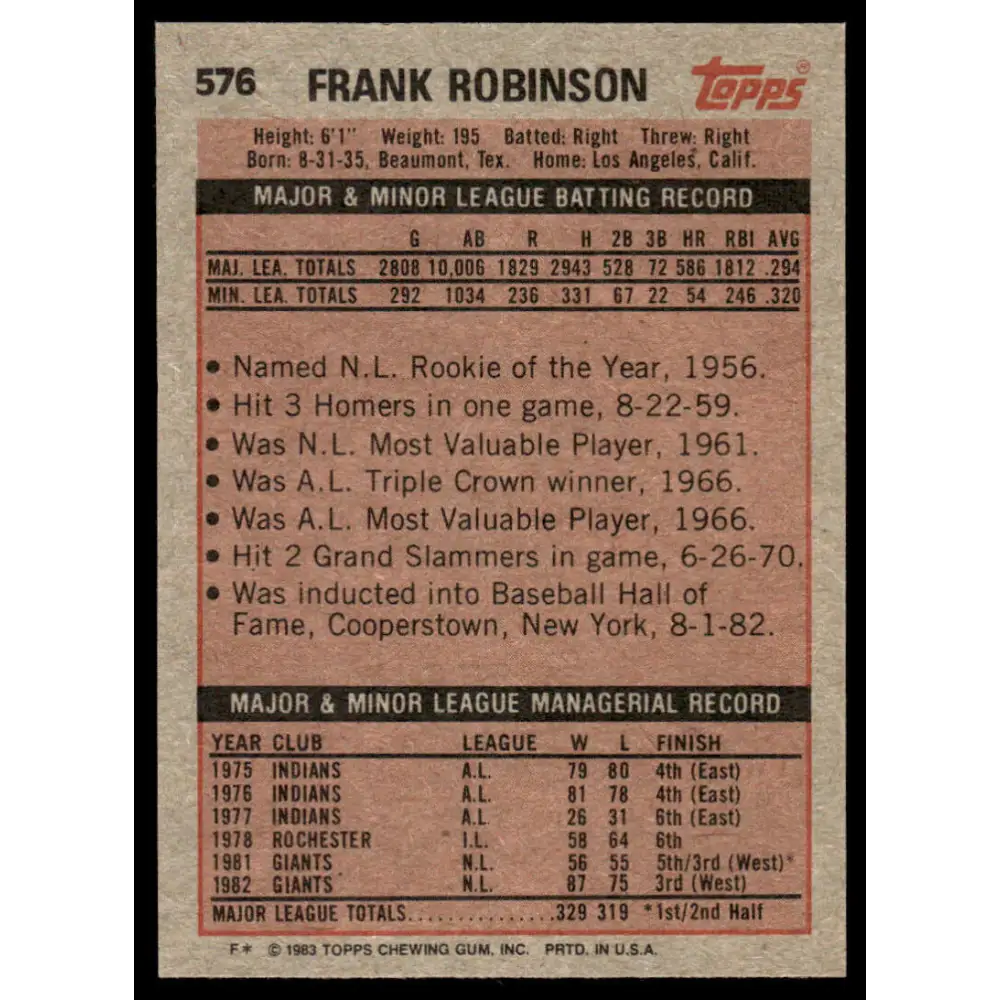 576 FRANK ROBINSON Topps®
Height: 6'1" Weight: 195 Batted: Right Threw: Right
Born: 8-31-35, Beaumont, Tex. Home: Los Angeles, Calif.
MAJOR & MINOR LEAGUE BATTING RECORD
G AB R H 2B 3B HR RBI AVG
MAJ. LEA. TOTALS 2808 10,006 1829 2943 528 72 586 1812 .294
MIN. LEA. TOTALS 292 1034 236 331 67 22 54 246 .320
• Named N.L. Rookie of the Year, 1956.
• Hit 3 Homers in one game, 8-22-59.
• Was N.L. Most Valuable Player, 1961.
• Was A.L. Triple Crown winner, 1966.
• Was A.L. Most Valuable Player, 1966.
• Hit 2 Grand Slammers in game, 6-26-70.
• Was inducted into Baseball Hall of
Fame, Cooperstown, New York, 8-1-82.
MAJOR & MINOR LEAGUE MANAGERIAL RECORD
YEAR CLUB LEAGUE W L FINISH
1975 INDIANS A.L. 79 80 4th (East)
1976 INDIANS A.L. 81 78 4th (East)
1977 INDIANS A.L. 26 31 6th (East)
1978 ROCHESTER I.L. 58 64 6th
1981 GIANTS N.L. 56 55 5th/3rd (West)*
1982 GIANTS N.L. 87 75 3rd (West)
MAJOR LEAGUE TOTALS..............329 319 *1st/2nd Half
F* © 1983 TOPPS CHEWING GUM, INC. PRTD. IN U.S.A.